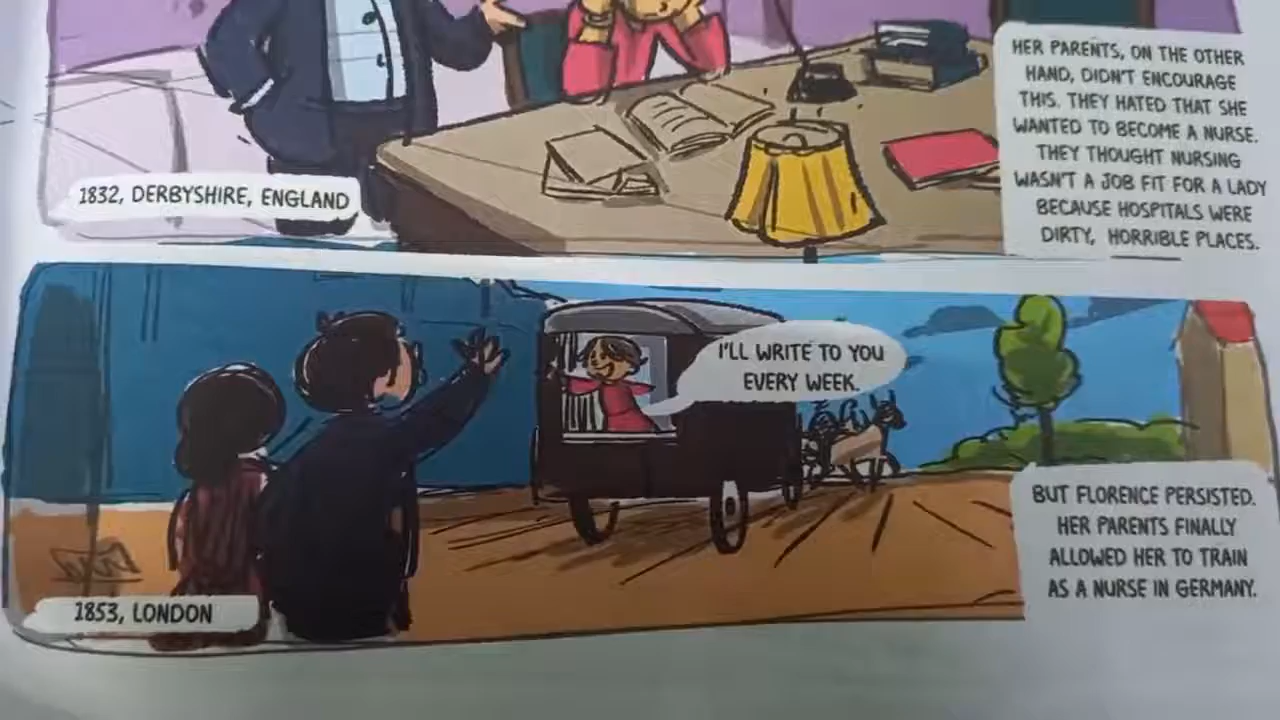 HER PARENTS, ON THE OTHER
HAND, DIDN'T ENCOURAGE
THIS. THEY HATED THAT SHE
WANTED TO BECOME A NURSE.
THEY THOUGHT NURSING
WASN'T A JOB FIT FOR A LADY
BECAUSE HOSPITALS WERE
DIRTY, HORRIBLE PLACES.
1832, DERBYSHIRE, ENGLAND
I'LL WRITE TO YOU
EVERY WEEK.
BUT FLORENCE PERSISTED.
HER PARENTS FINALLY
ALLOWED HER TO TRAIN
AS A NURSE IN GERMANY.
1853, LONDON